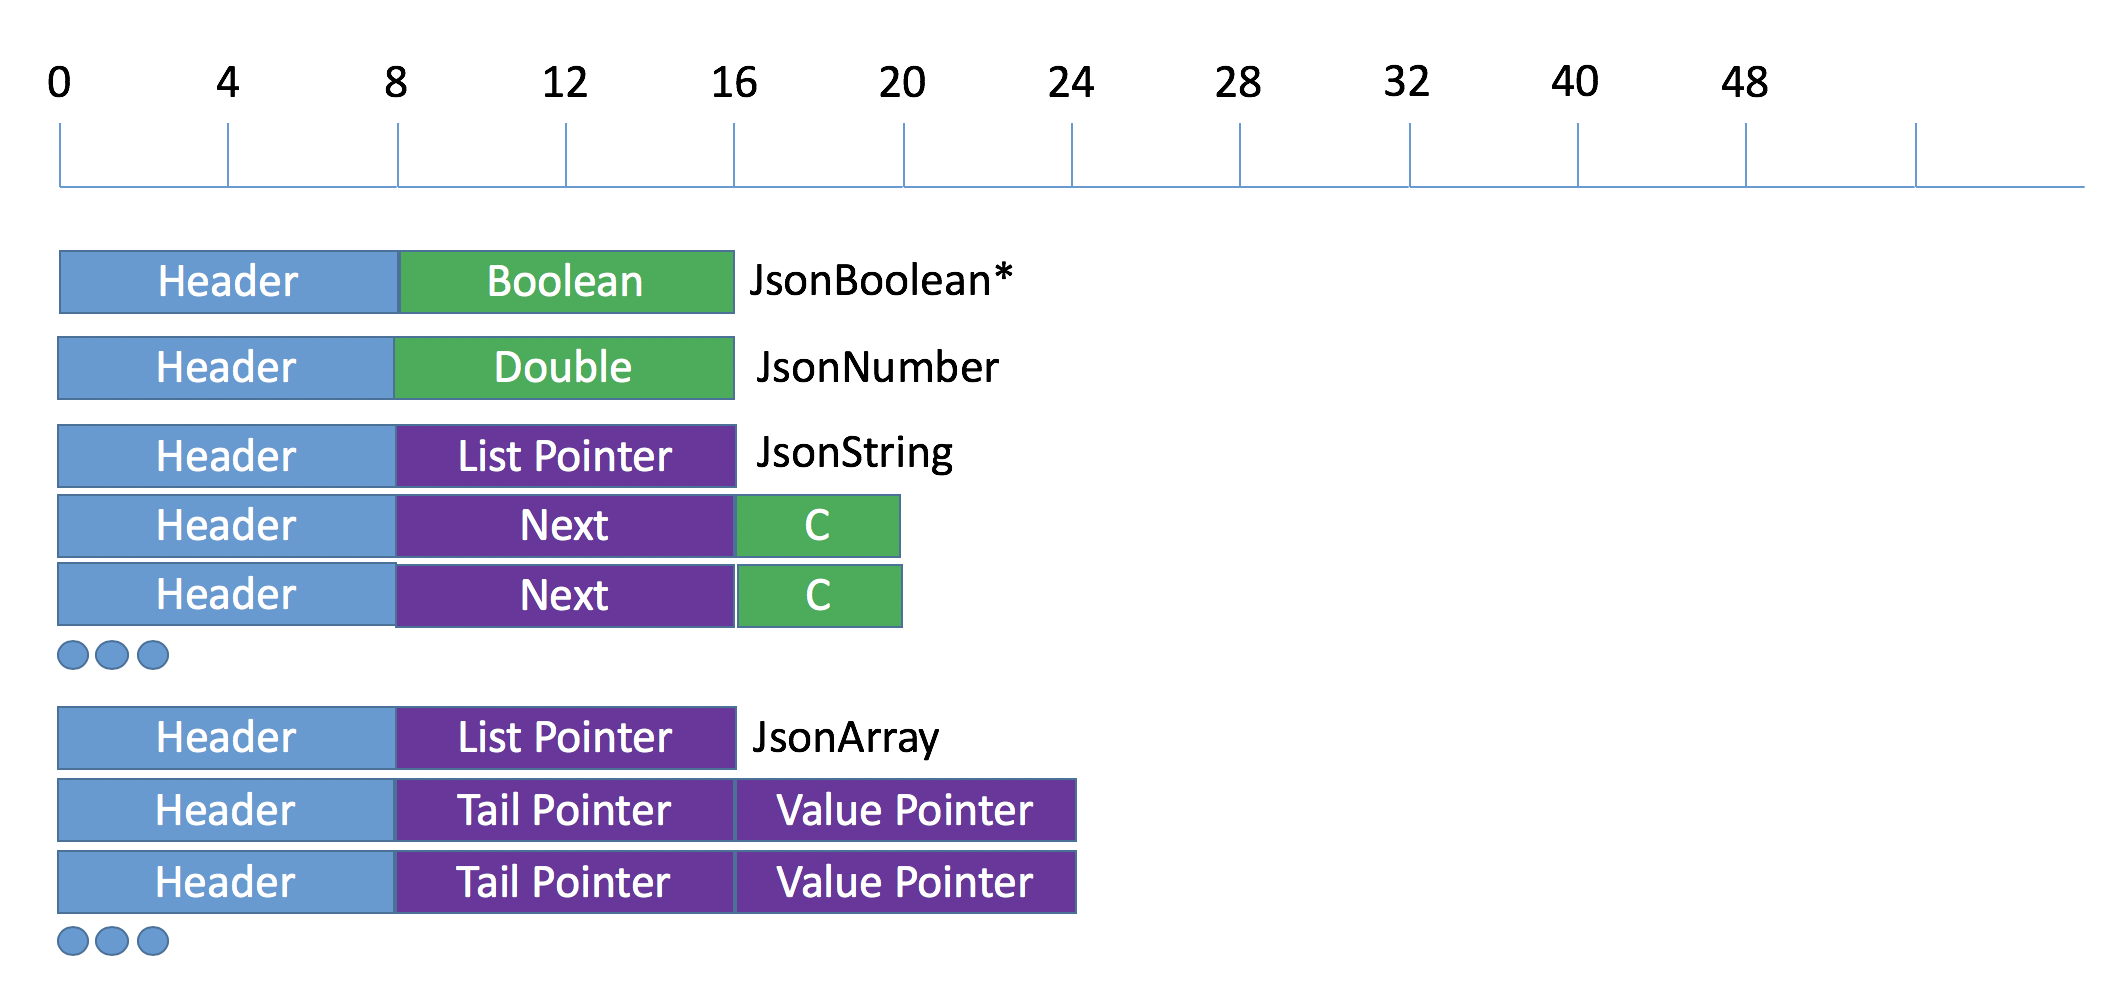 0 4 8 12 16 20 24 28 32 40 48
Header Boolean JsonBoolean*
Header Double JsonNumber
Header List Pointer JsonString
Header Next C
Header Next C
Header List Pointer JsonArray
Header Tail Pointer Value Pointer
Header Tail Pointer Value Pointer